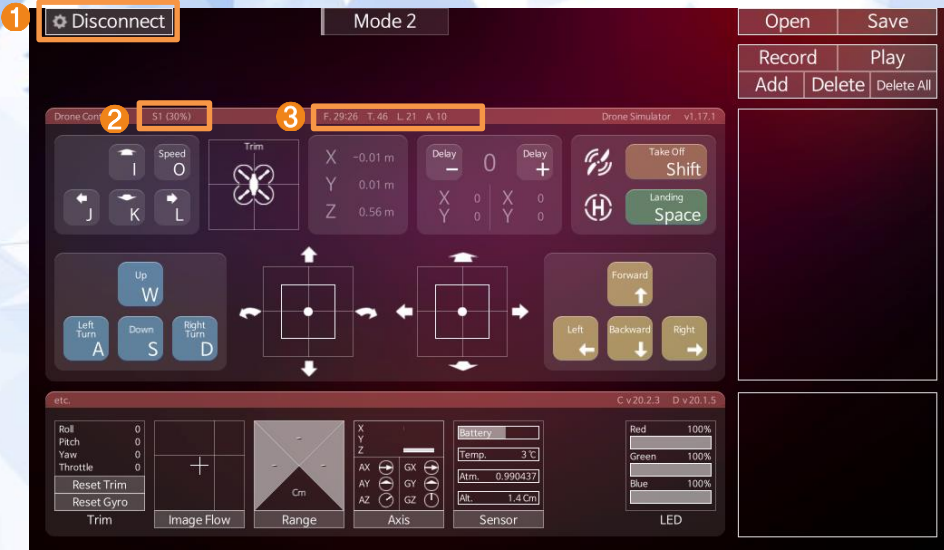 1
Disconnect
Mode 2
Open
Save
Record
Play
Add
Delete
Delete All
Drone Cont
2
S1 (30%)
3
F. 29:26 T. 46 L. 21 A. 10
Drone Simulator v1.17.1
I
Speed
O
J
K
L
Trim
X -0.01 m
Y 0.01 m
Z 0.56 m
Delay
−
0
Delay
+
X 0 X 0
Y 0 Y 0
Take Off
Shift
H
Landing
Space
Up
W
Left
Turn
A
Down
S
Right
Turn
D
Forward
Left
Backward
Right
etc.
C v 20.2.3 D v 20.1.5
Roll 0
Pitch 0
Yaw 0
Throttle 0
Reset Trim
Reset Gyro
Trim
Image Flow
Cm
Range
X
Y
Z
AX GX
AY GY
AZ GZ
Axis
Battery
Temp. 3 ℃
Atm. 0.990437
Alt. 1.4 Cm
Sensor
Red 100%
Green 100%
Blue 100%
LED